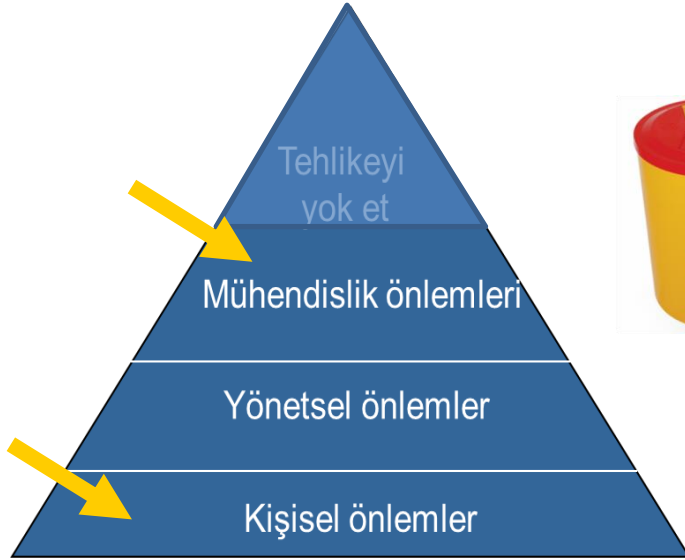 Tehlikeyi
yok et
Mühendislik önlemleri
Yönetsel önlemler
Kişisel önlemler